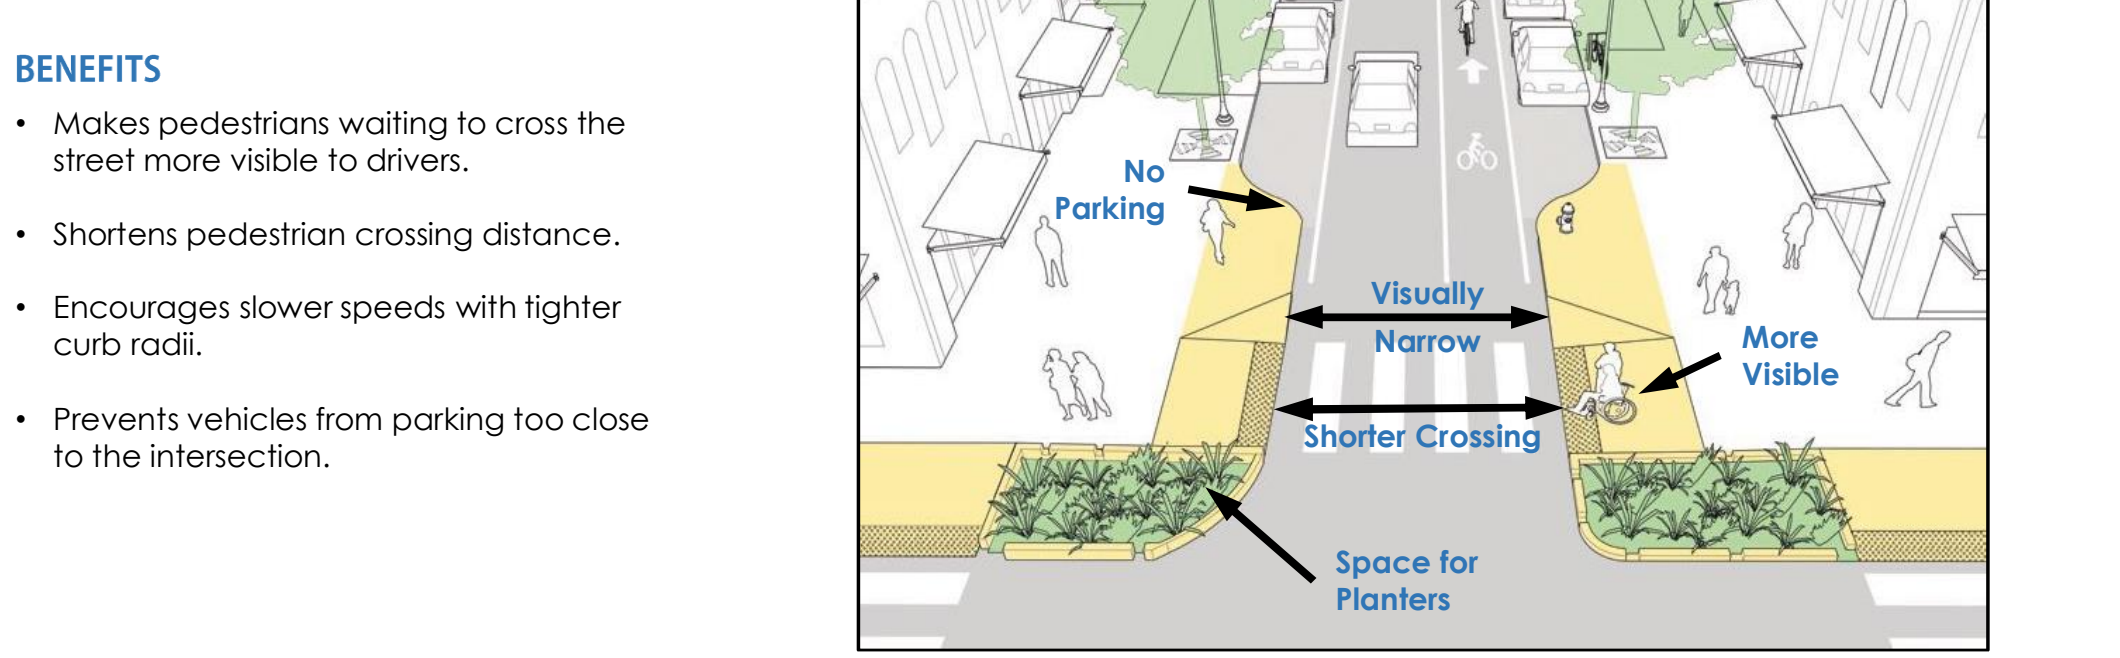 BENEFITS
• Makes pedestrians waiting to cross the
street more visible to drivers.
• Shortens pedestrian crossing distance.
• Encourages slower speeds with tighter
curb radii.
• Prevents vehicles from parking too close
to the intersection.
No
Parking
Visually
Narrow
More
Visible
Shorter Crossing
Space for
Planters